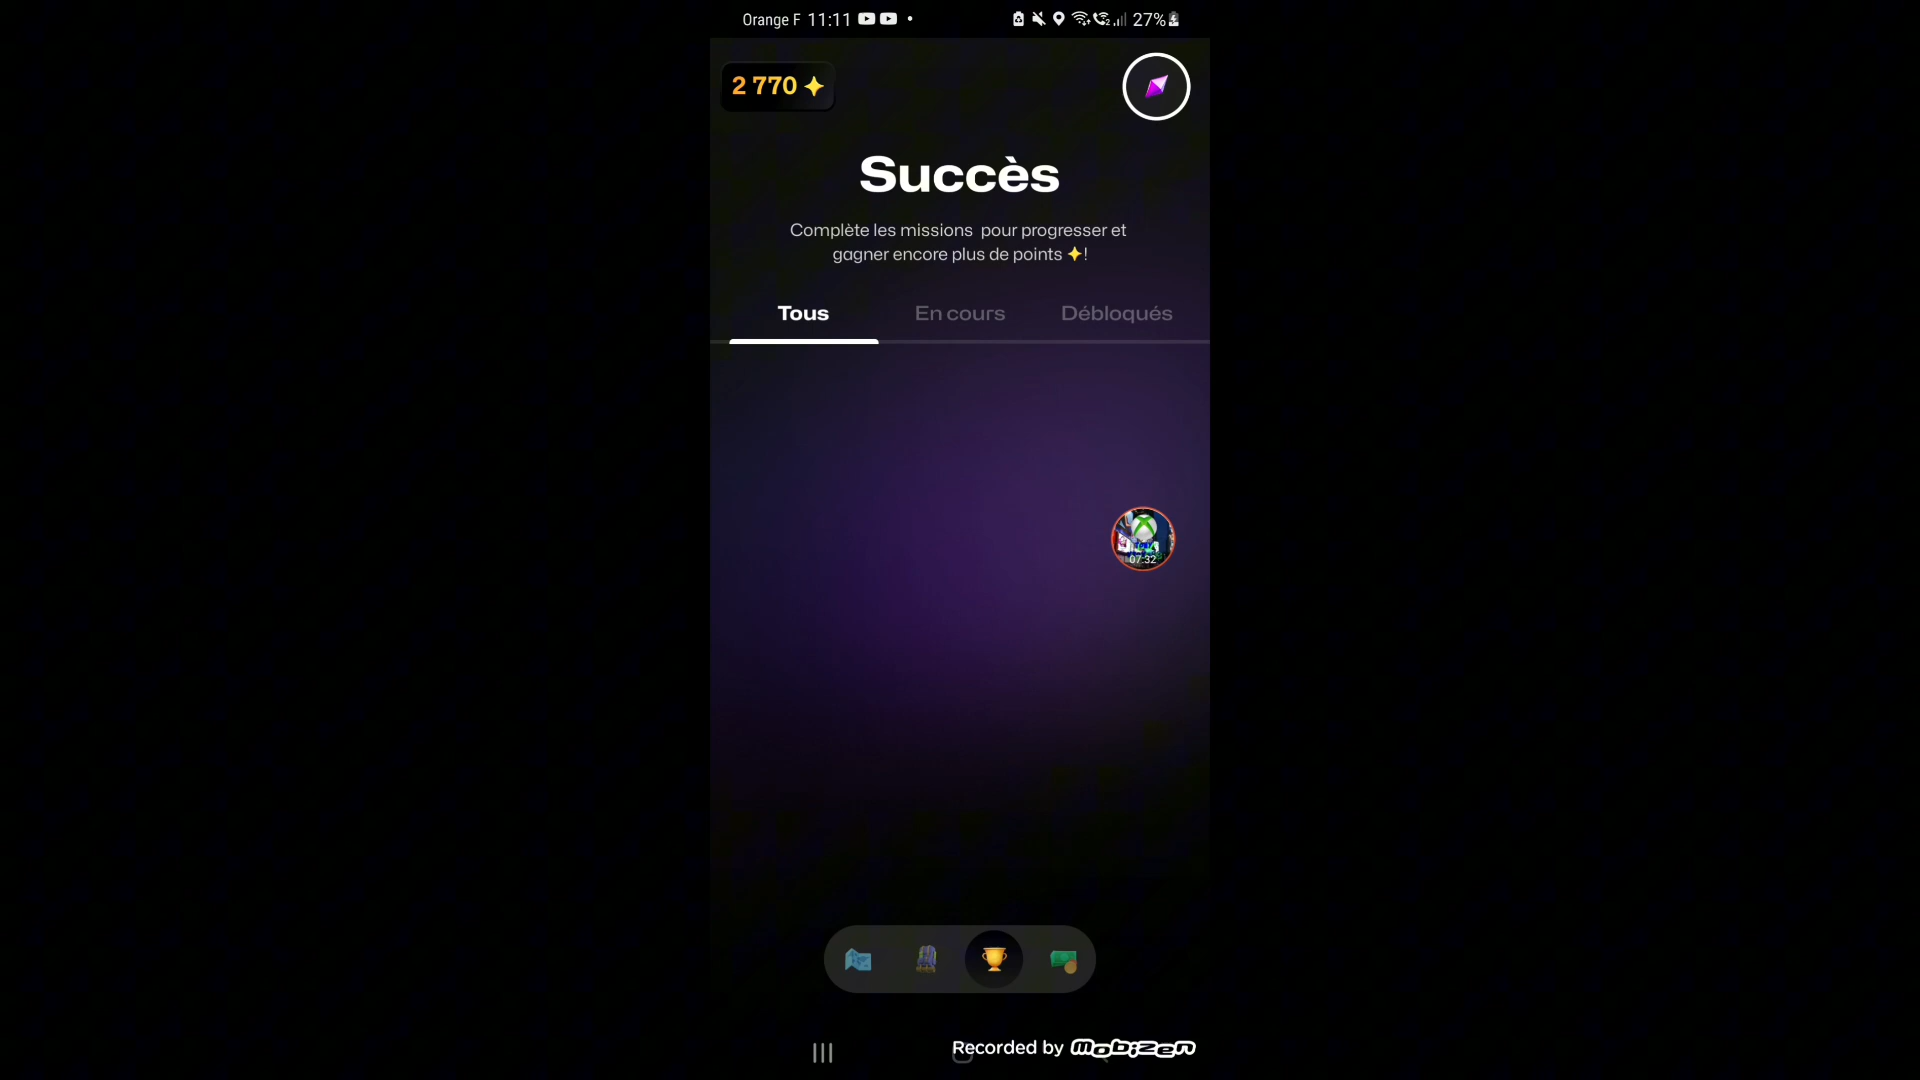 Orange F 11:11 27%
2 770
Succès
Complète les missions pour progresser et
gagner encore plus de points ✦!
Tous En cours Débloqués
07:32
Recorded by mobizen